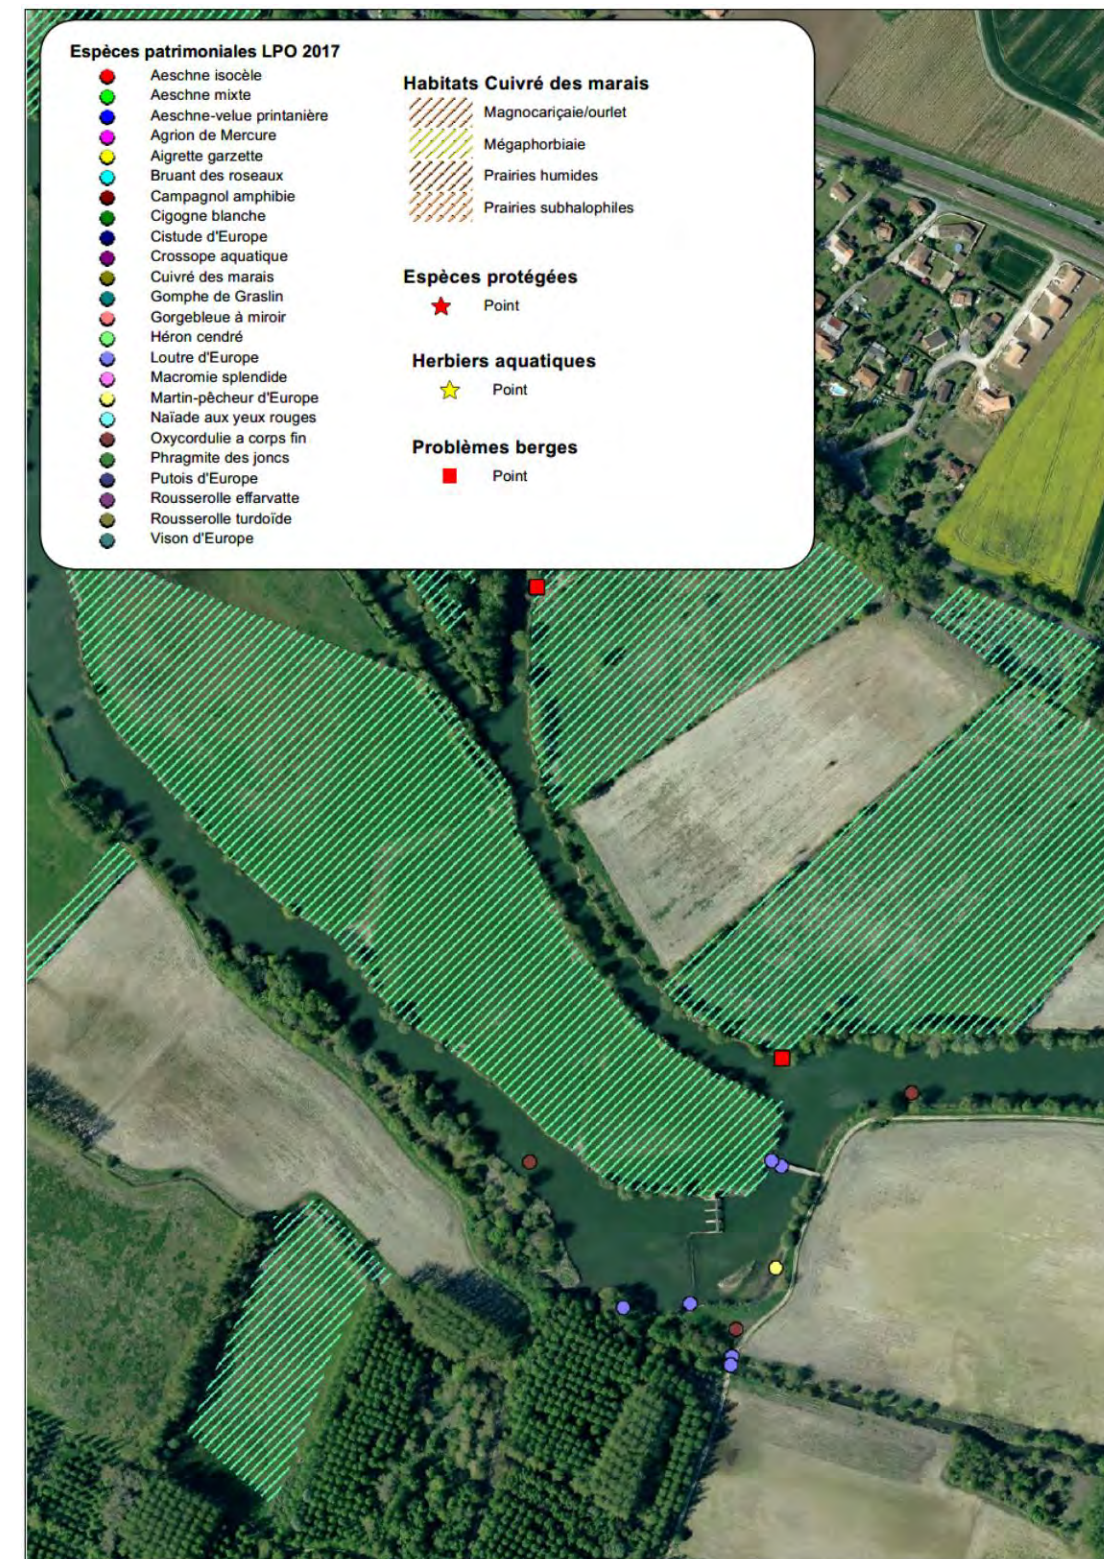 Espèces patrimoniales LPO 2017
Aeschne isocèle
Aeschne mixte
Aeschne-velue printanière
Agrion de Mercure
Aigrette garzette
Bruant des roseaux
Campagnol amphibie
Cigogne blanche
Cistude d'Europe
Crossope aquatique
Cuivré des marais
Gomphe de Graslin
Gorgebleue à miroir
Héron cendré
Loutre d'Europe
Macromie splendide
Martin-pêcheur d'Europe
Naïade aux yeux rouges
Oxycordulie a corps fin
Phragmite des joncs
Putois d'Europe
Rousserolle effarvatte
Rousserolle turdoïde
Vison d'Europe
Habitats Cuivré des marais
Magnocariçaie/ourlet
Mégaphorbiaie
Prairies humides
Prairies subhalophiles
Espèces protégées
Point
Herbiers aquatiques
Point
Problèmes berges
Point